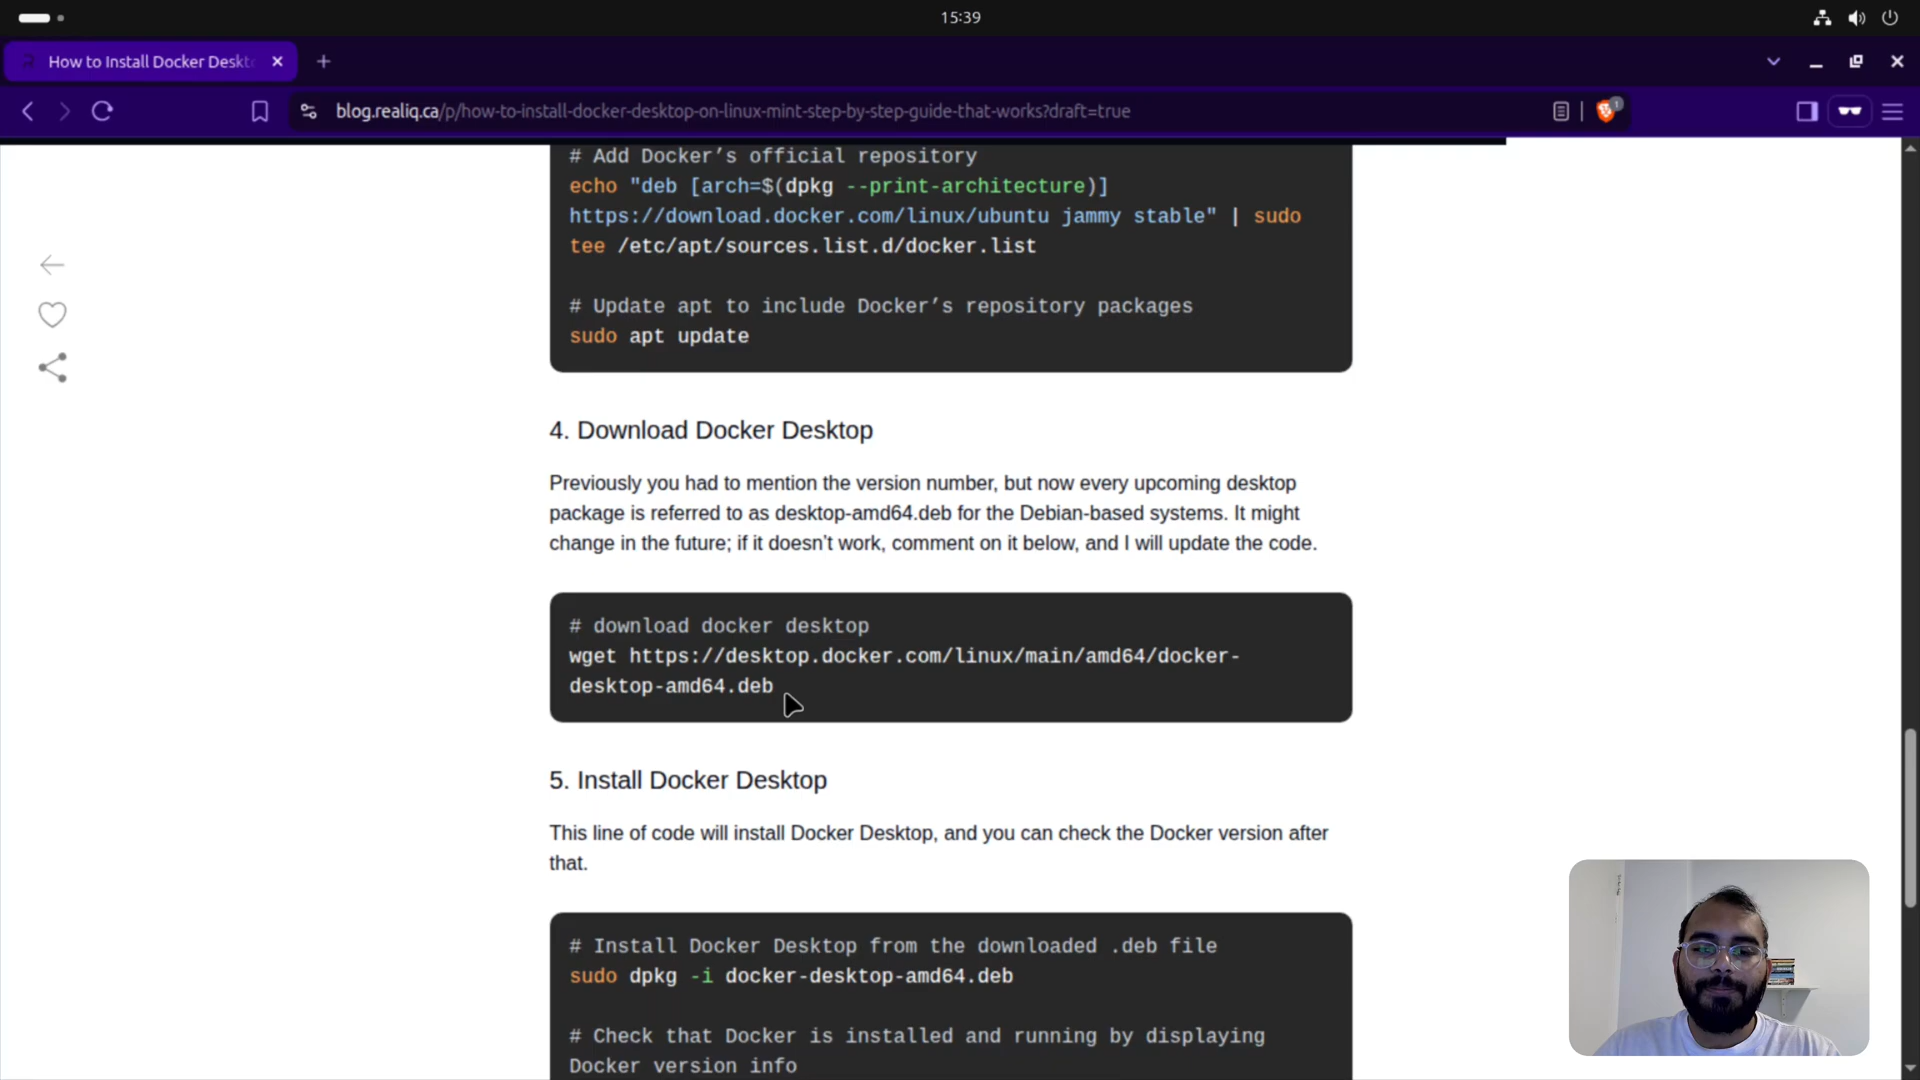 15:39
How to Install Docker Deskto
blog.realiq.ca/p/how-to-install-docker-desktop-on-linux-mint-step-by-step-guide-that-works?draft=true
1
# Add Docker’s official repository
echo "deb [arch=$(dpkg --print-architecture)]
https://download.docker.com/linux/ubuntu jammy stable" | sudo
tee /etc/apt/sources.list.d/docker.list
# Update apt to include Docker’s repository packages
sudo apt update
4. Download Docker Desktop
Previously you had to mention the version number, but now every upcoming desktop
package is referred to as desktop-amd64.deb for the Debian-based systems. It might
change in the future; if it doesn’t work, comment on it below, and I will update the code.
# download docker desktop
wget https://desktop.docker.com/linux/main/amd64/docker-
desktop-amd64.deb
5. Install Docker Desktop
This line of code will install Docker Desktop, and you can check the Docker version after
that.
# Install Docker Desktop from the downloaded .deb file
sudo dpkg -i docker-desktop-amd64.deb
# Check that Docker is installed and running by displaying
Docker version info